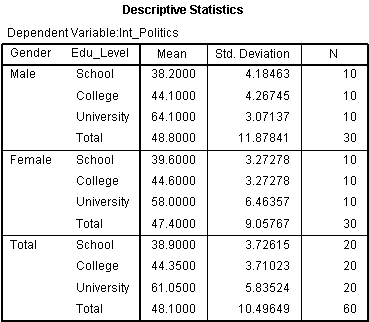 Descriptive Statistics
Dependent Variable:Int_Politics
Gender Edu_Level Mean Std. Deviation N
Male School 38.2000 4.18463 10
College 44.1000 4.26745 10
University 64.1000 3.07137 10
Total 48.8000 11.87841 30
Female School 39.6000 3.27278 10
College 44.6000 3.27278 10
University 58.0000 6.46357 10
Total 47.4000 9.05767 30
Total School 38.9000 3.72615 20
College 44.3500 3.71023 20
University 61.0500 5.83524 20
Total 48.1000 10.49649 60